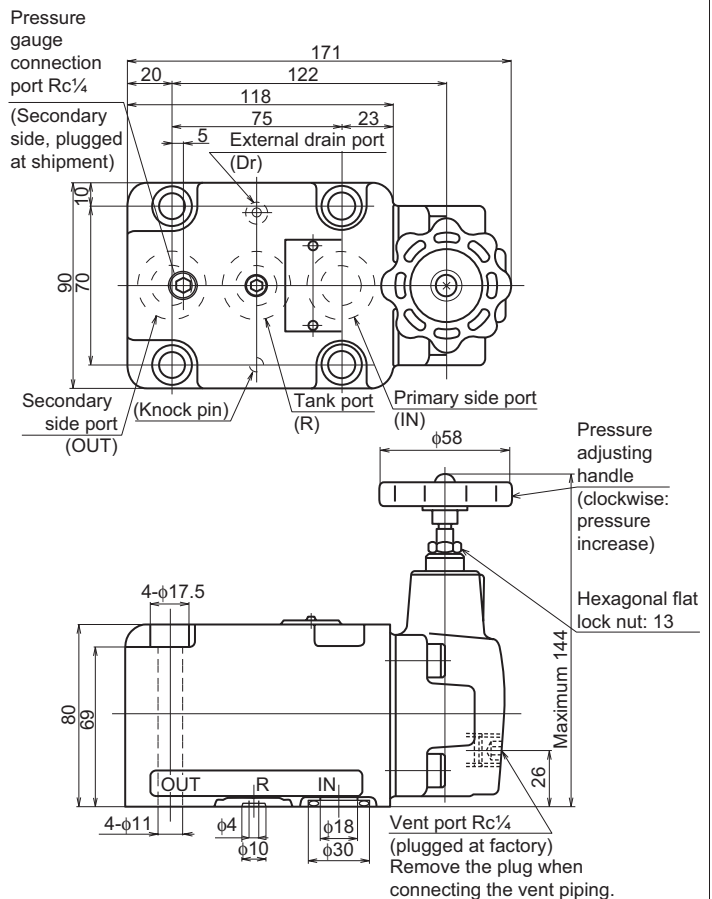 Pressure
gauge
connection
port Rc¼
(Secondary
side, plugged
at shipment)
171
20
122
118
75
23
5
External drain port
(Dr)
10
90
70
Secondary
side port
(OUT)
(Knock pin)
Tank port
(R)
Primary side port
(IN)
ϕ58
Pressure
adjusting
handle
(clockwise:
pressure
increase)
4-ϕ17.5
Hexagonal flat
lock nut: 13
Maximum 144
80
69
26
OUT
R
IN
4-ϕ11
ϕ4
ϕ10
ϕ18
ϕ30
Vent port Rc¼
(plugged at factory)
Remove the plug when
connecting the vent piping.